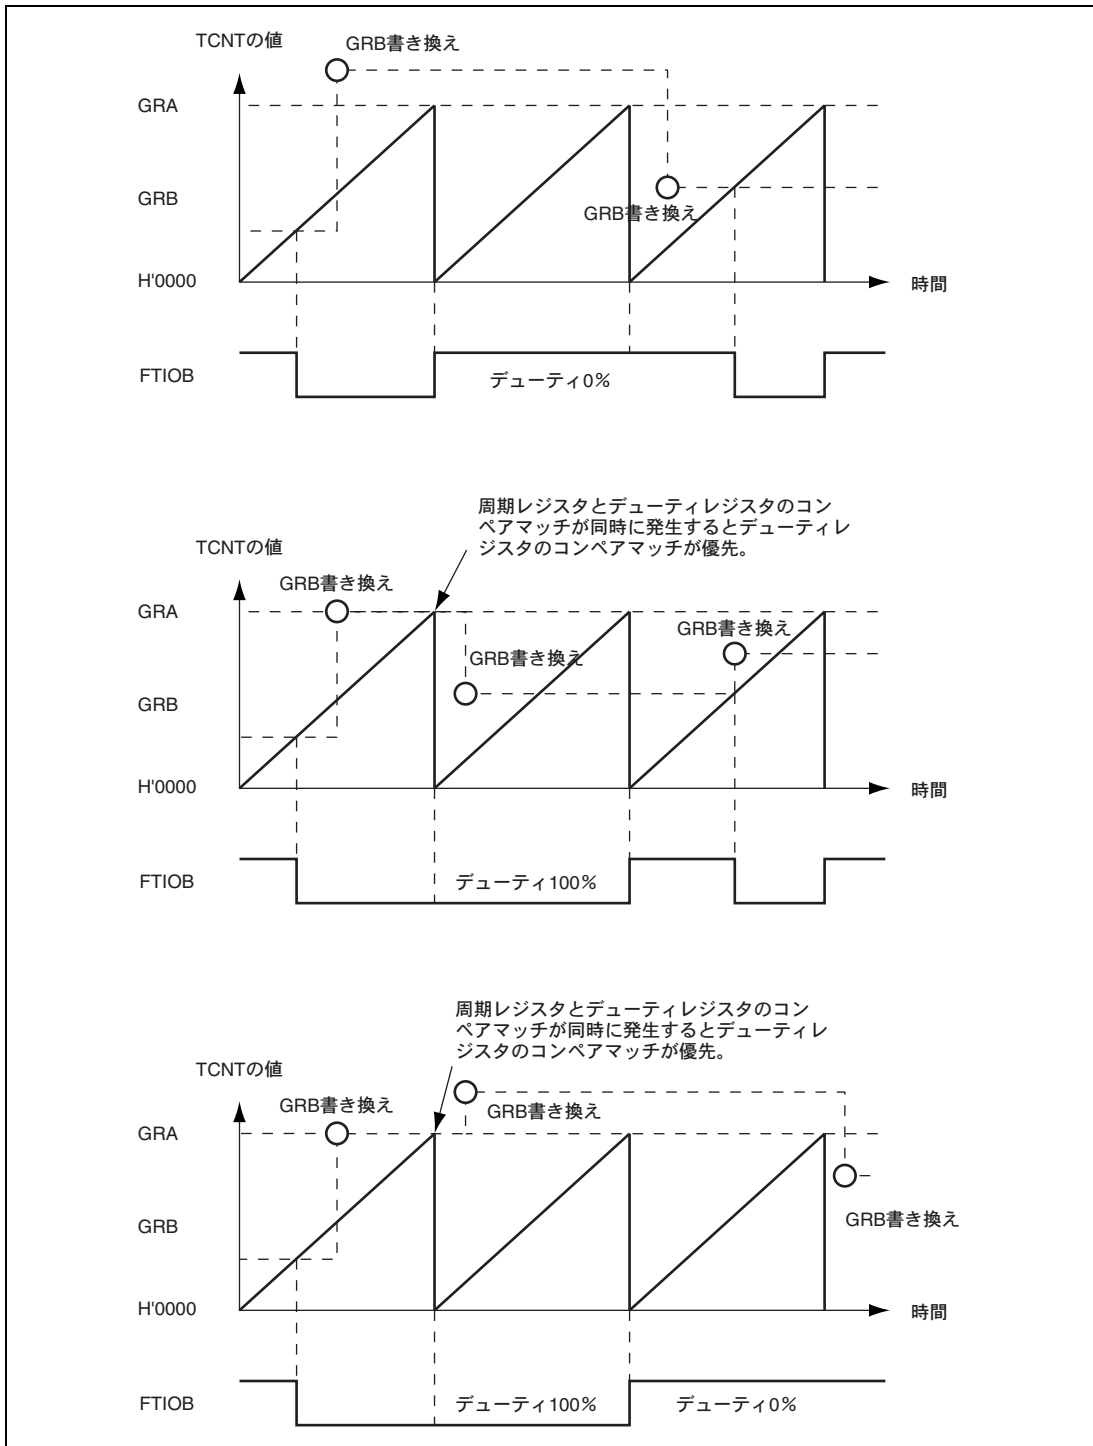 TCNTの値
GRB書き換え
GRA
GRB
GRB書き換え
H'0000
時間
FTIOB
デューティ0%
周期レジスタとデューティレジスタのコン
ペアマッチが同時に発生するとデューティレ
ジスタのコンペアマッチが優先。
TCNTの値
GRB書き換え
GRA
GRB書き換え
GRB書き換え
GRB
H'0000
時間
FTIOB
デューティ100%
周期レジスタとデューティレジスタのコン
ペアマッチが同時に発生するとデューティレ
ジスタのコンペアマッチが優先。
TCNTの値
GRB書き換え
GRB書き換え
GRA
GRB
GRB書き換え
H'0000
時間
FTIOB
デューティ100%
デューティ0%